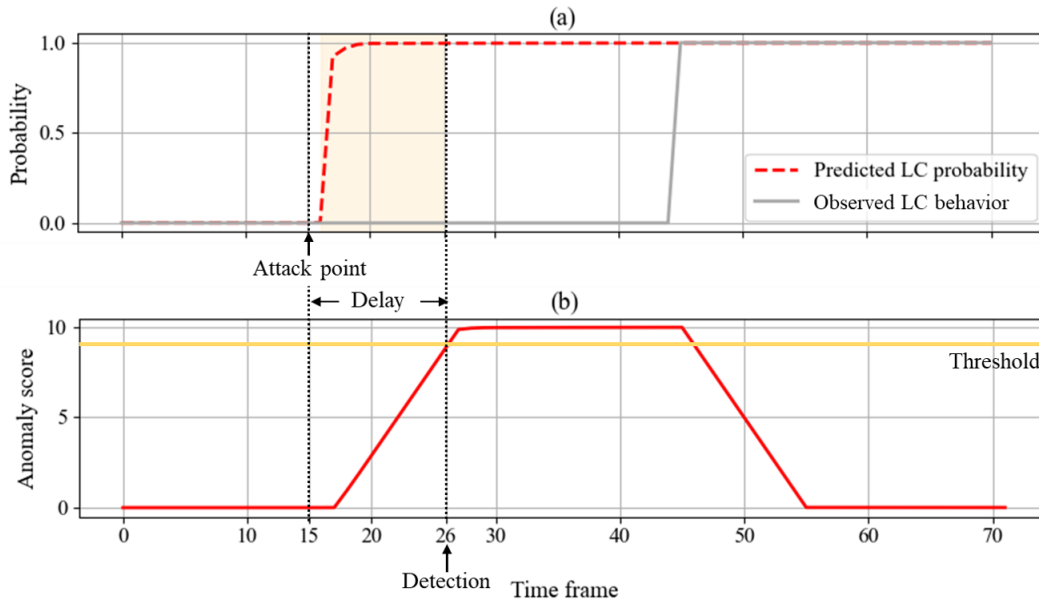 (a)
1.0
0.5
0.0
Probability
Predicted LC probability
Observed LC behavior
Attack point
Delay
(b)
10
5
0
Anomaly score
Threshold
0 10 15 20 26 30 40 50 60 70
Detection
Time frame